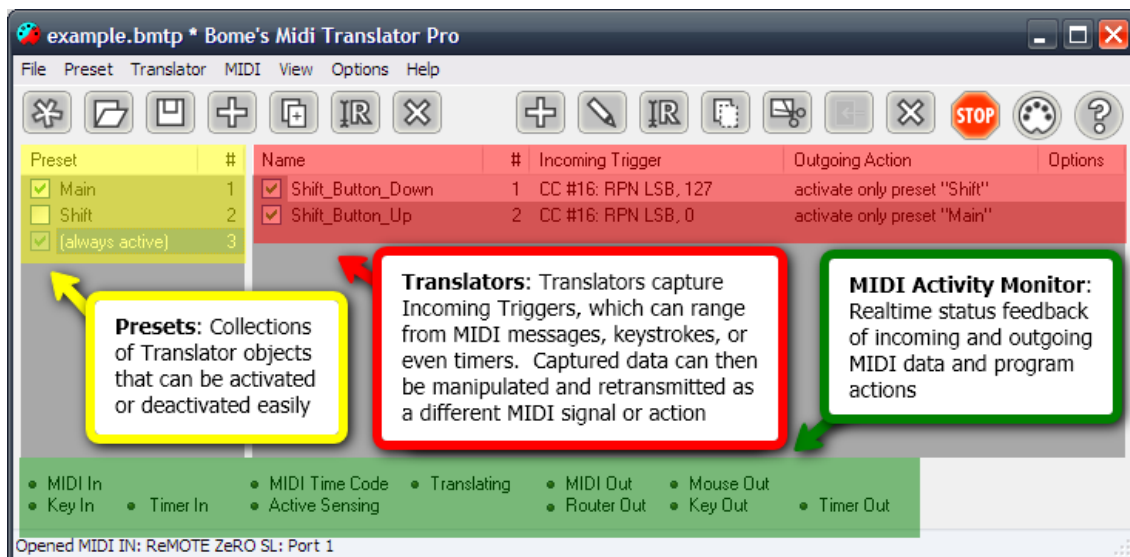 example.bmtp * Bome's Midi Translator Pro
File Preset Translator MIDI View Options Help
STOP
Preset #
Main 1
Shift 2
(always active) 3
Name # Incoming Trigger Outgoing Action Options
Shift_Button_Down 1 CC #16: RPN LSB, 127 activate only preset "Shift"
Shift_Button_Up 2 CC #16: RPN LSB, 0 activate only preset "Main"
Presets: Collections
of Translator objects
that can be activated
or deactivated easily
Translators: Translators capture
Incoming Triggers, which can range
from MIDI messages, keystrokes, or
even timers. Captured data can then
be manipulated and retransmitted as
a different MIDI signal or action
MIDI Activity Monitor:
Realtime status feedback
of incoming and outgoing
MIDI data and program
actions
MIDI In MIDI Time Code Translating MIDI Out Mouse Out
Key In Timer In Active Sensing Router Out Key Out Timer Out
Opened MIDI IN: ReMOTE ZeRO SL: Port 1